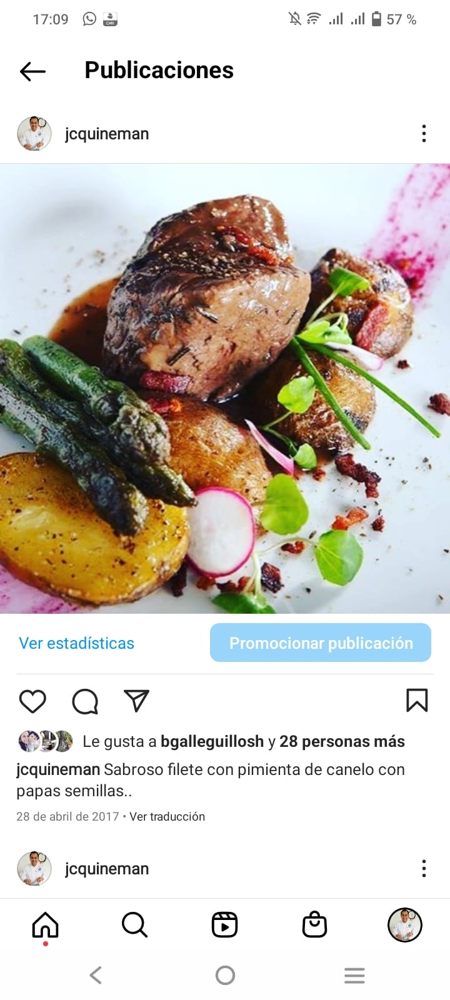 17:09 57 %
Publicaciones
jcquineman
Ver estadísticas Promocionar publicación
Le gusta a bgalleguillosh y 28 personas más
jcquineman Sabroso filete con pimienta de canelo con
papas semillas..
28 de abril de 2017 • Ver traducción
jcquineman